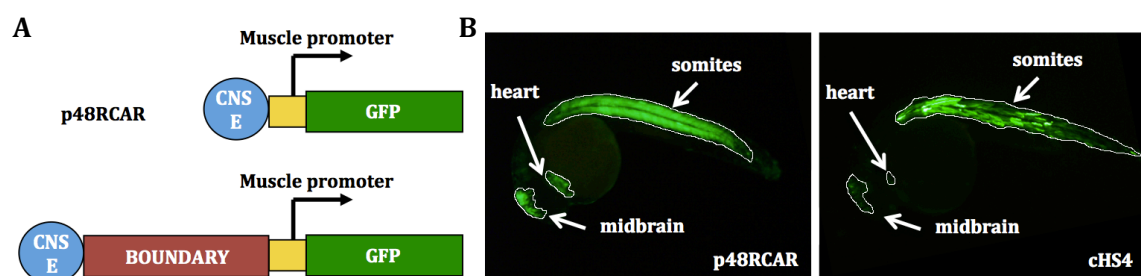 A
Muscle promoter
CNS
E
GFP
p48RCAR
Muscle promoter
CNS
E
BOUNDARY
GFP
B
somites
heart
midbrain
p48RCAR
somites
heart
midbrain
cHS4